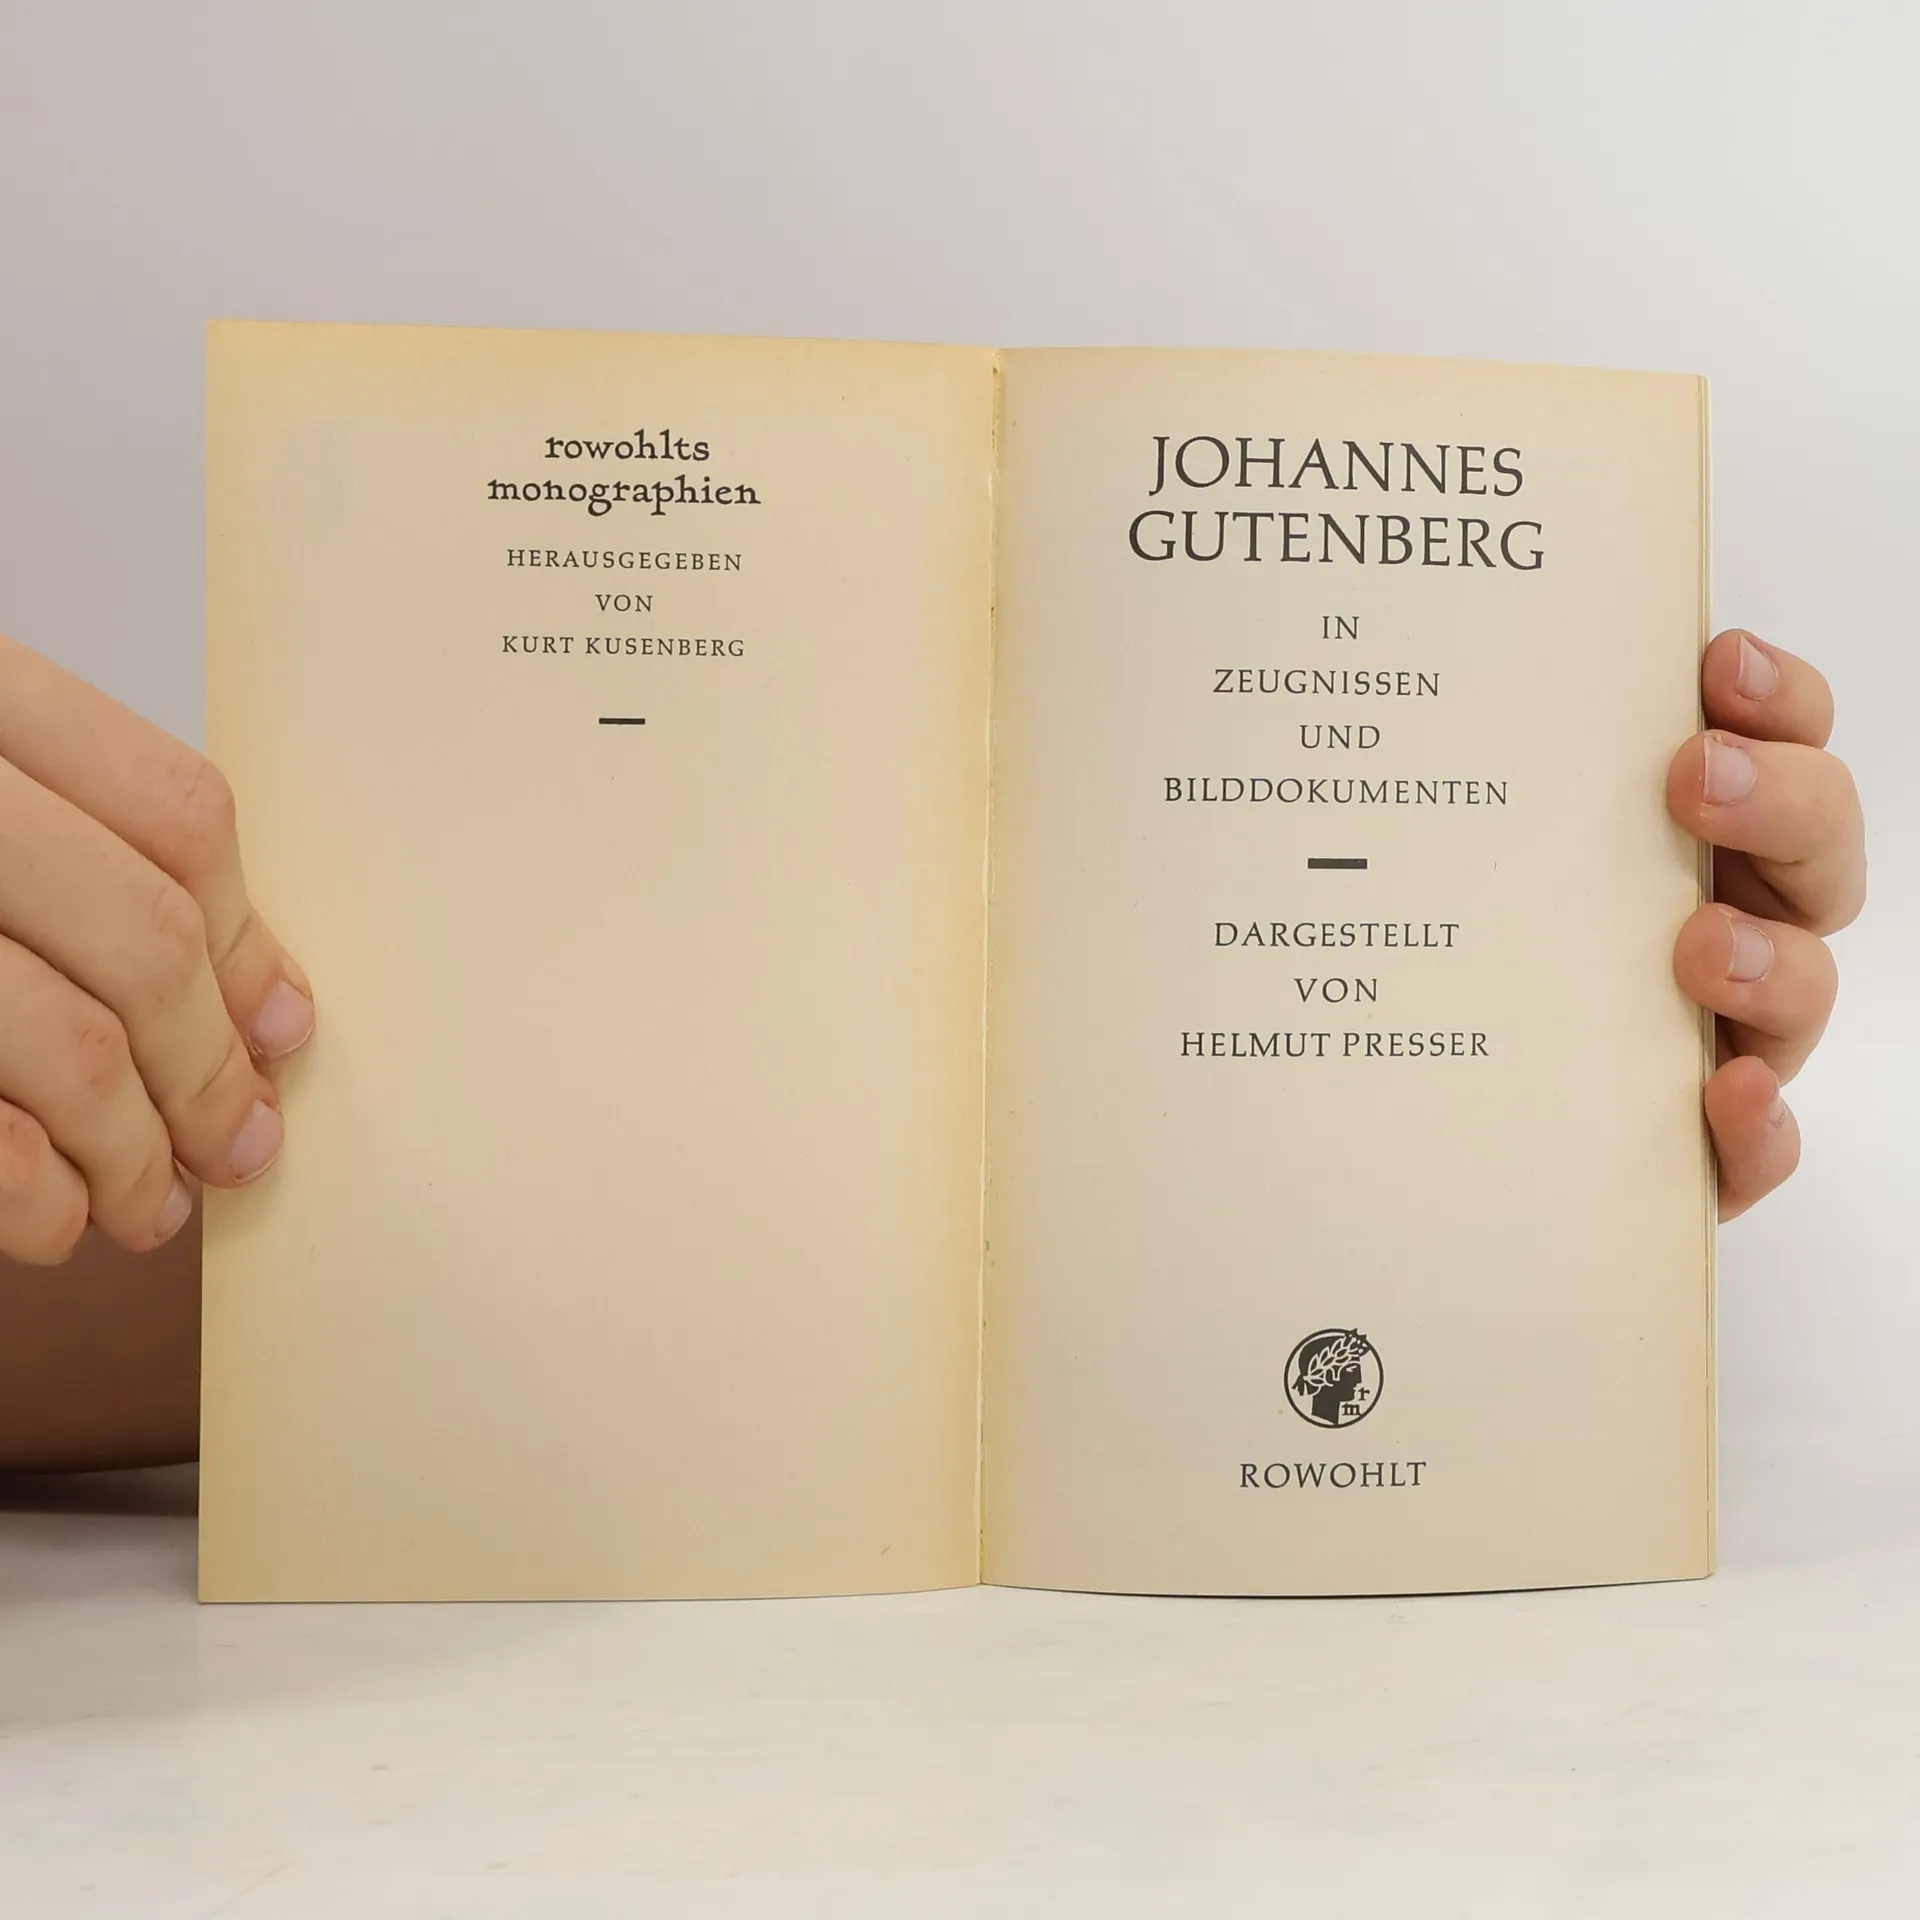 rowohlts
monographien
HERAUSGEGEBEN
VON
KURT KUSENBERG
JOHANNES
GUTENBERG
IN
ZEUGNISSEN
UND
BILDDOKUMENTEN
DARGESTELLT
VON
HELMUT PRESSER
r
m
ROWOHLT